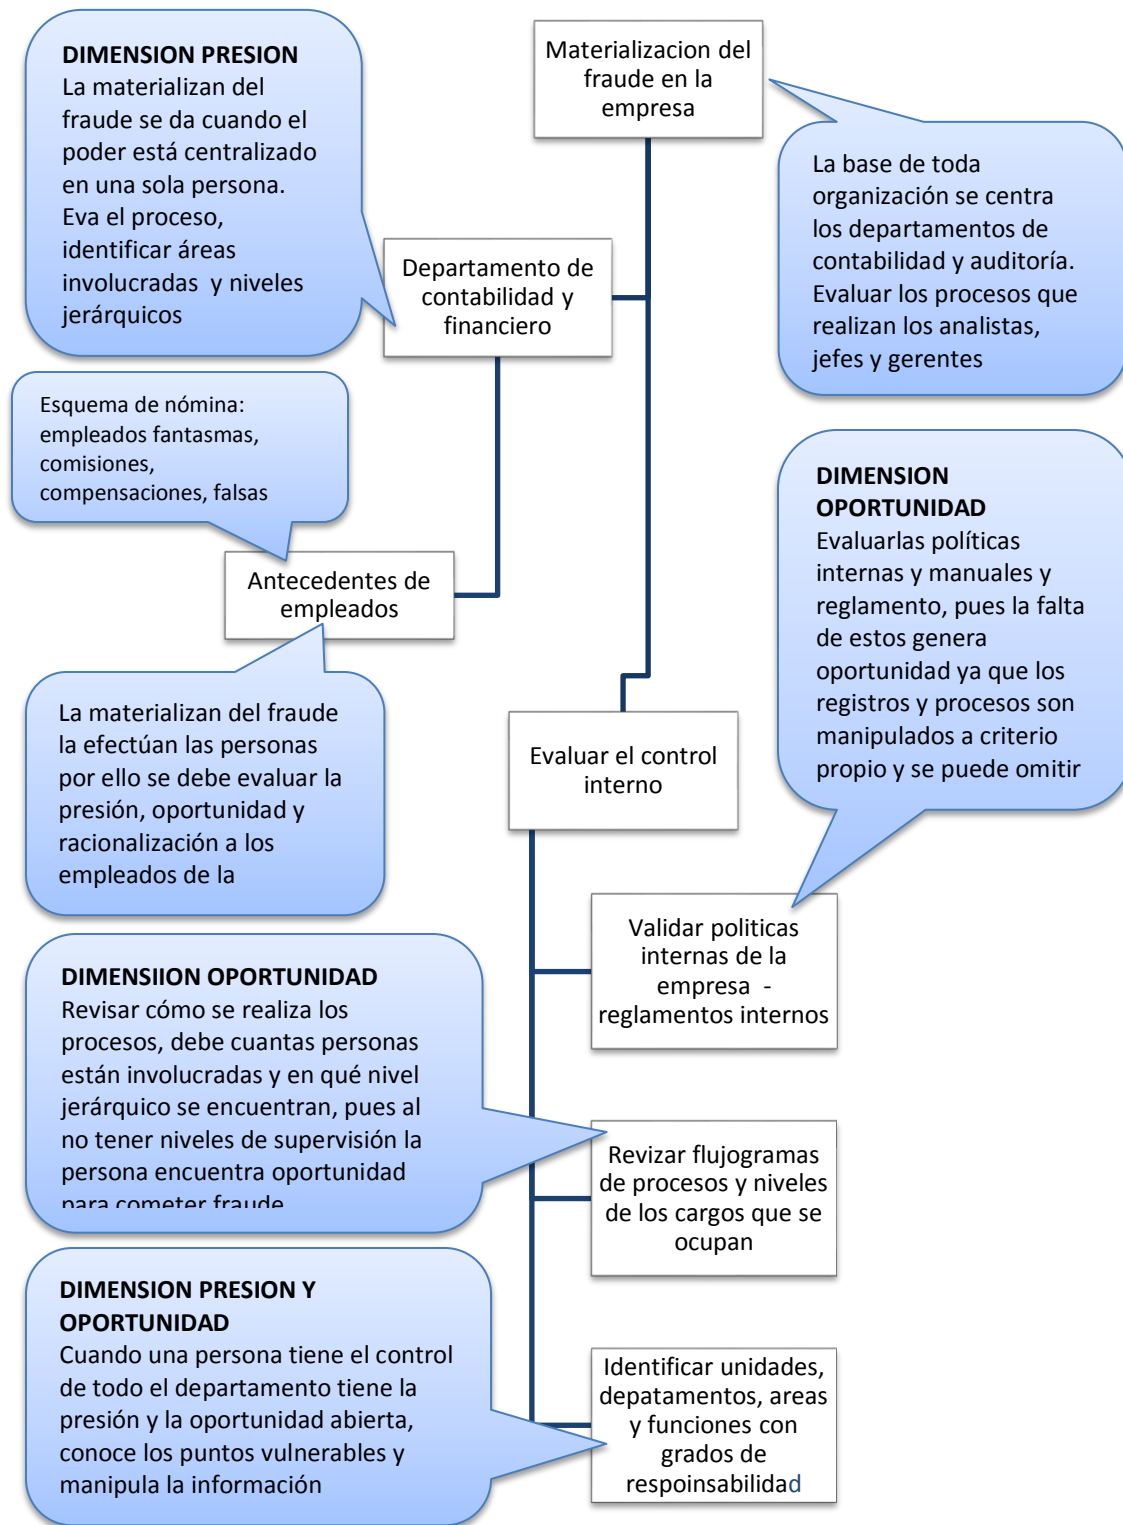 DIMENSION PRESION
La materializan del
fraude se da cuando el
poder está centralizado
en una sola persona.
Eva el proceso,
identificar áreas
involucradas y niveles
jerárquicos
Materializacion del
fraude en la
empresa
La base de toda
organización se centra
los departamentos de
contabilidad y auditoría.
Evaluar los procesos que
realizan los analistas,
jefes y gerentes
Departamento de
contabilidad y
financiero
Esquema de nómina:
empleados fantasmas,
comisiones,
compensaciones, falsas
Antecedentes de
empleados
DIMENSION
OPORTUNIDAD
Evaluarlas políticas
internas y manuales y
reglamento, pues la falta
de estos genera
oportunidad ya que los
registros y procesos son
manipulados a criterio
propio y se puede omitir
La materializan del fraude
la efectúan las personas
por ello se debe evaluar la
presión, oportunidad y
racionalización a los
empleados de la
Evaluar el control
interno
Validar politicas
internas de la
empresa -
reglamentos internos
DIMENSIION OPORTUNIDAD
Revisar cómo se realiza los
procesos, debe cuantas personas
están involucradas y en qué nivel
jerárquico se encuentran, pues al
no tener niveles de supervisión la
persona encuentra oportunidad
para cometer fraude
Revizar flujogramas
de procesos y niveles
de los cargos que se
ocupan
DIMENSION PRESION Y
OPORTUNIDAD
Cuando una persona tiene el control
de todo el departamento tiene la
presión y la oportunidad abierta,
conoce los puntos vulnerables y
manipula la información
Identificar unidades,
depatamentos, areas
y funciones con
grados de
respoinsabilidad